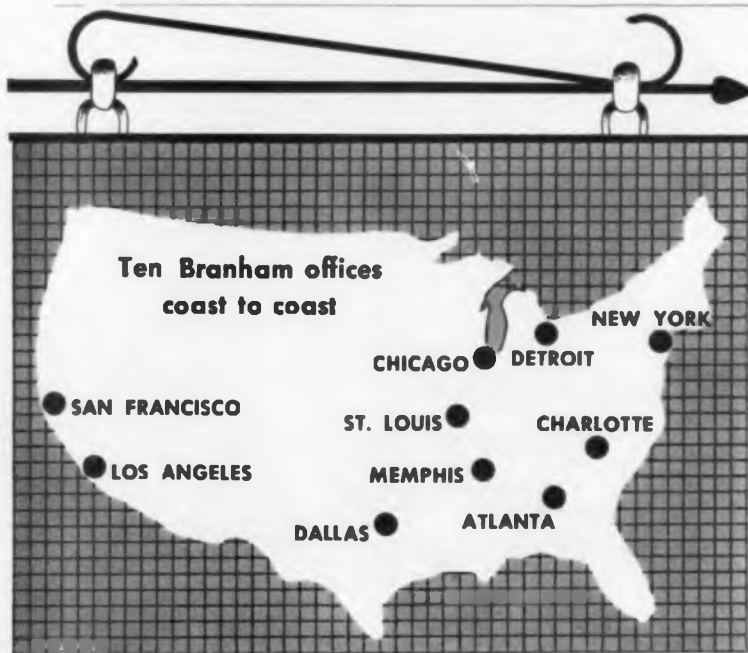 Ten Branham offices
coast to coast
NEW YORK
CHICAGO
DETROIT
SAN FRANCISCO
ST. LOUIS
CHARLOTTE
LOS ANGELES
MEMPHIS
ATLANTA
DALLAS